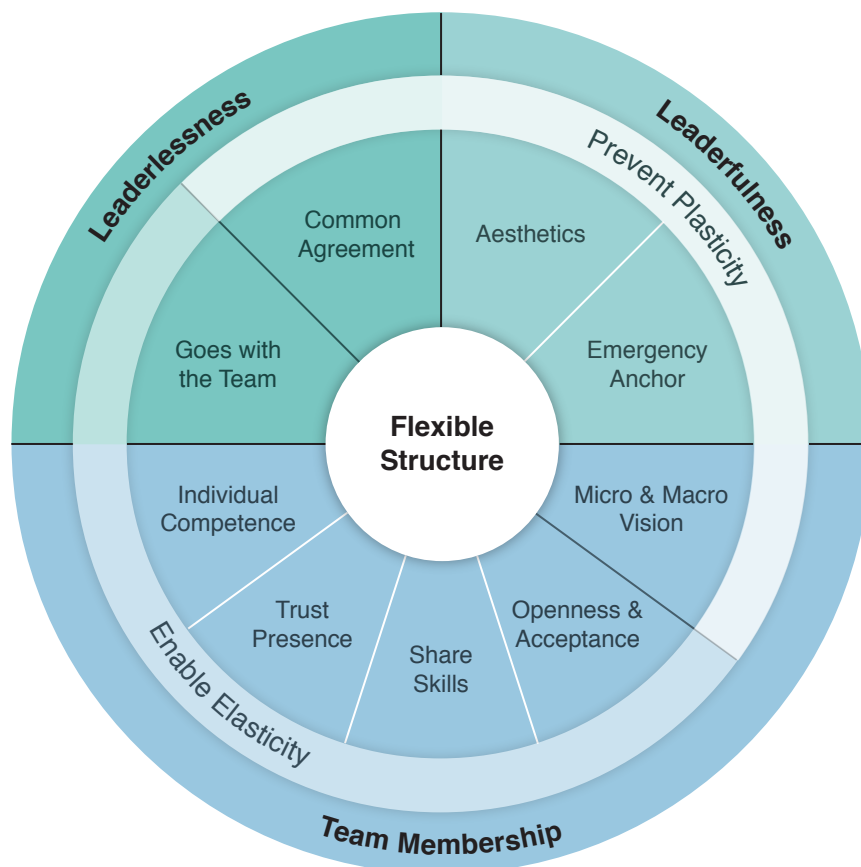 Leaderlessness
Leaderfulness
Prevent Plasticity
Common
Agreement
Aesthetics
Goes with
the Team
Emergency
Anchor
Flexible
Structure
Individual
Competence
Micro & Macro
Vision
Trust
Presence
Openness &
Acceptance
Share
Skills
Enable Elasticity
Team Membership